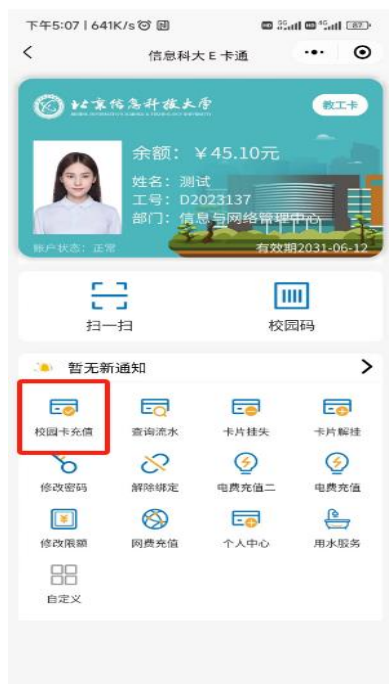 下午5:07 | 641K/s
87
信息科大 E 卡通
北京信息科技大学
教工卡
余额：￥45.10元
姓名：测试
工号：D2023137
部门：信息与网络管理中心
账户状态：正常
有效期2031-06-12
扫一扫
校园码
暂无新通知
校园卡充值
查询流水
卡片挂失
卡片解挂
修改密码
解除绑定
电费充值二
电费充值
修改限额
网费充值
个人中心
用水服务
自定义